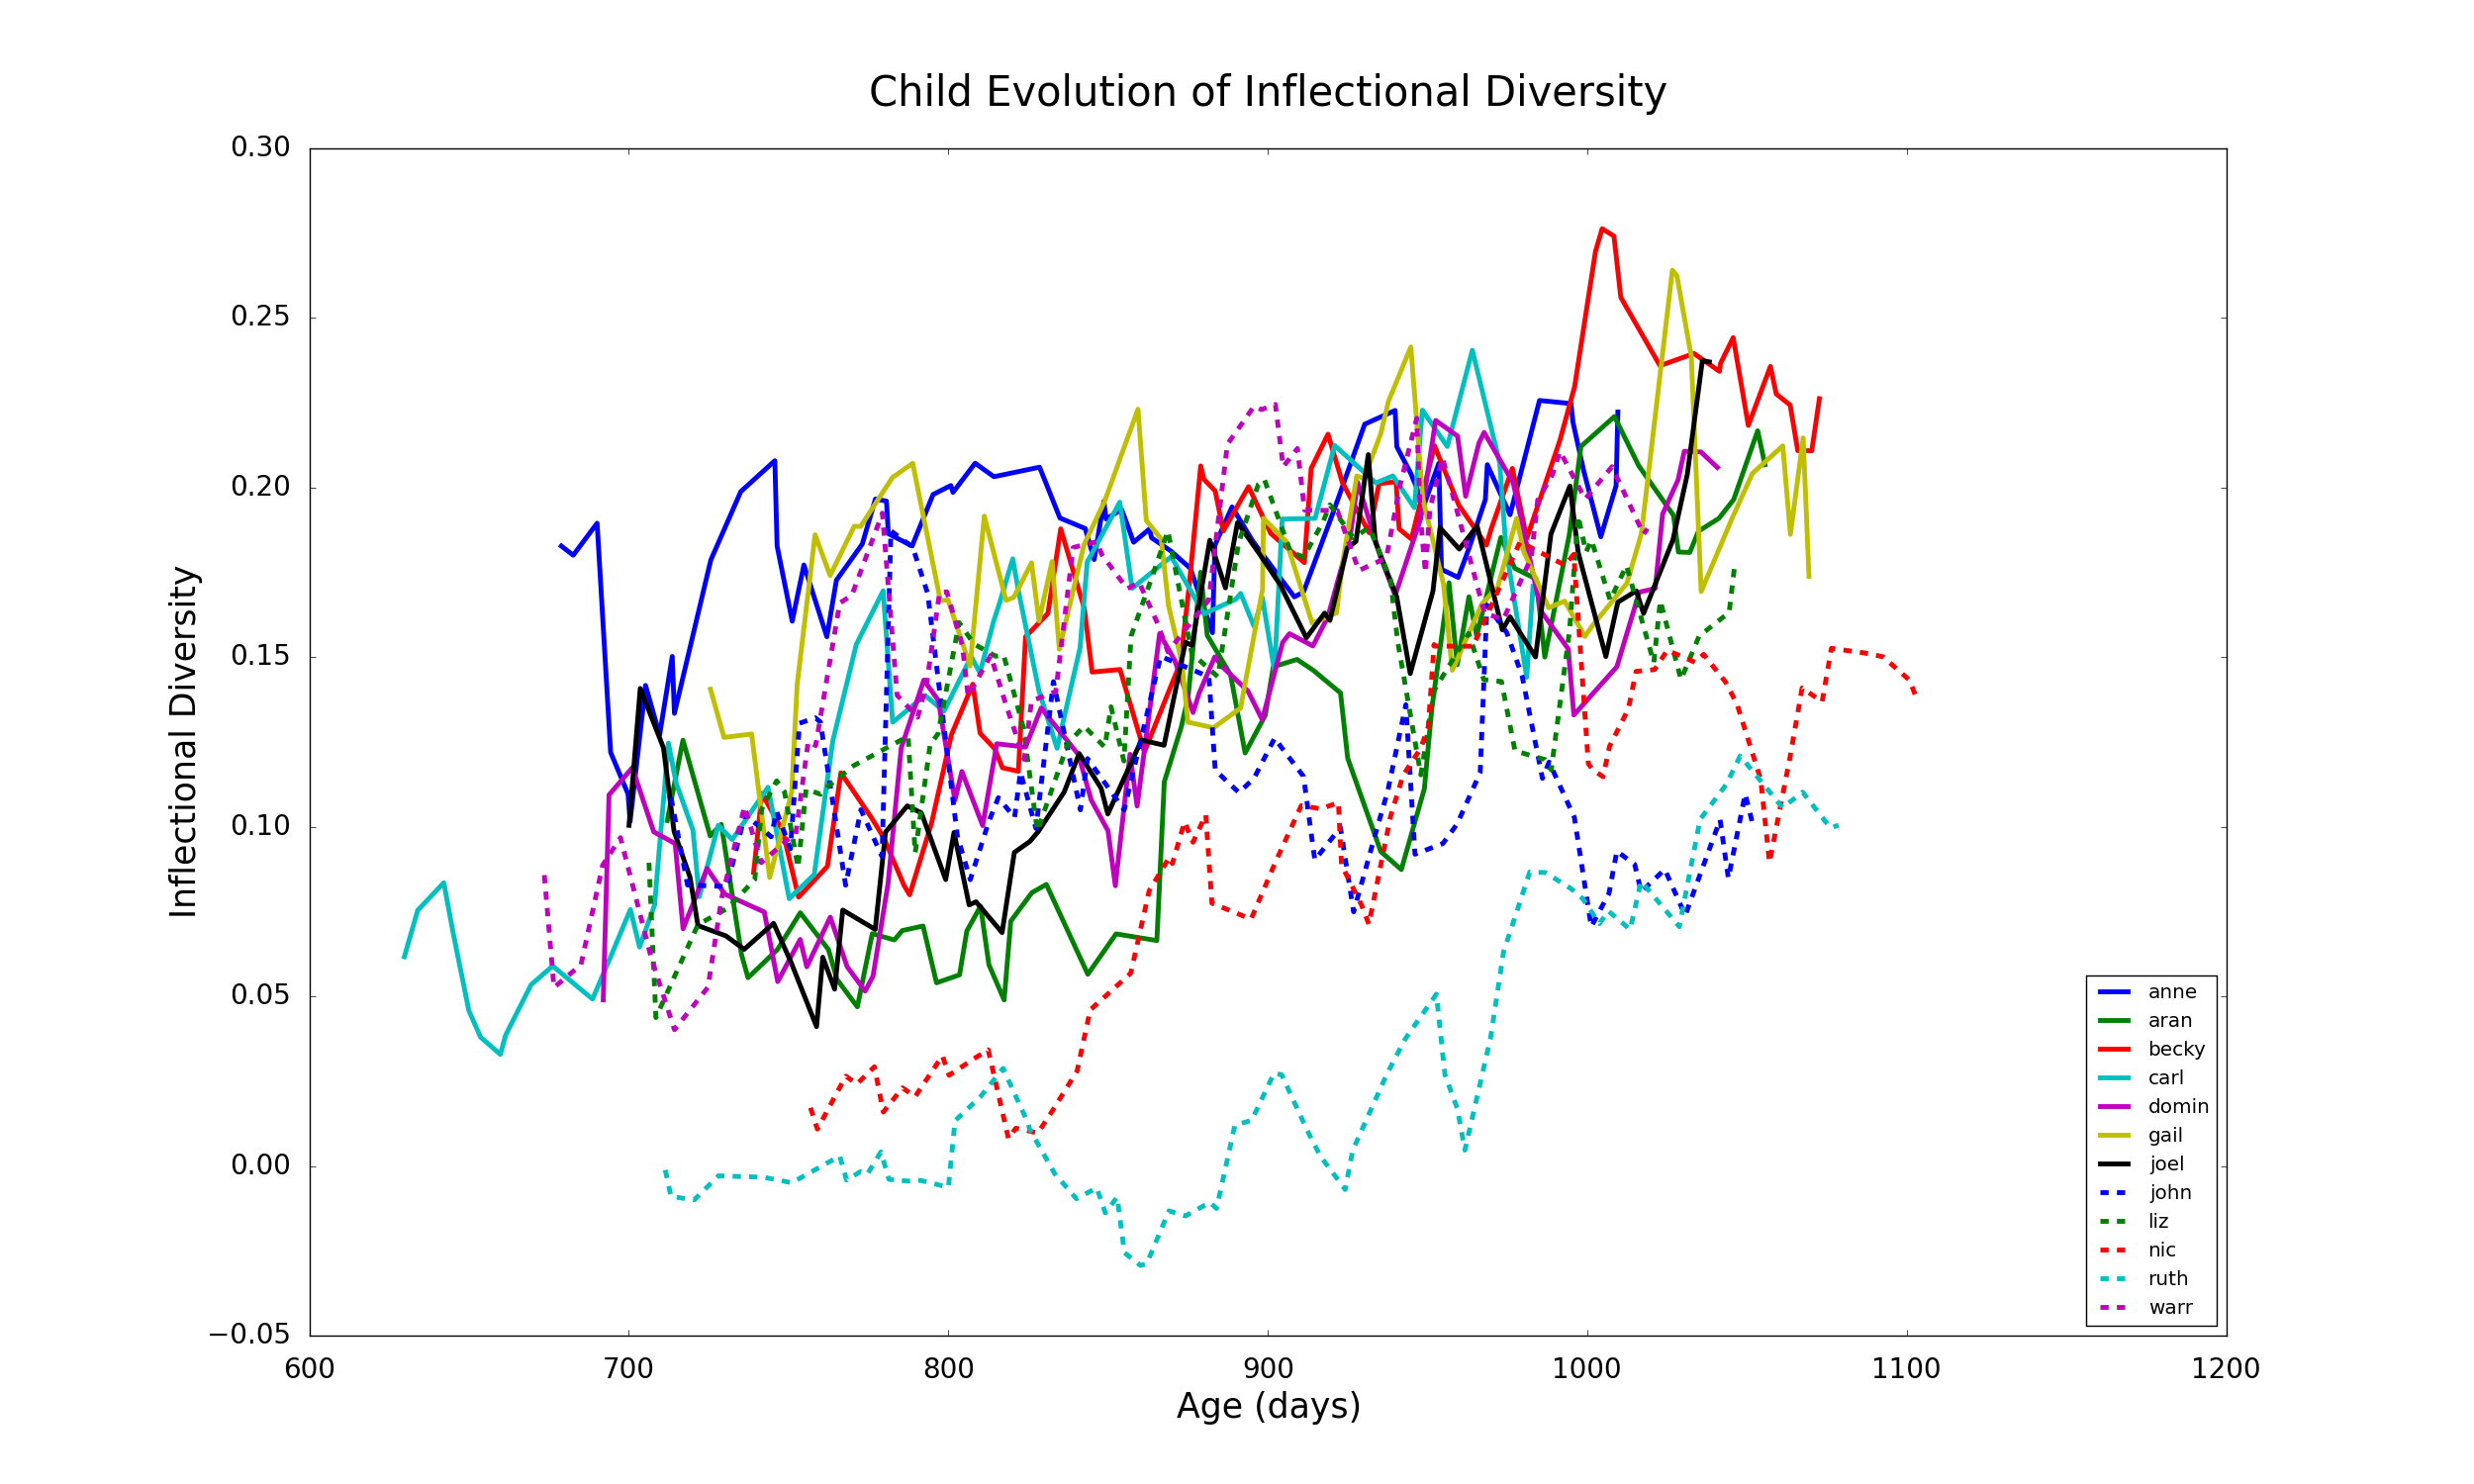 Child Evolution of Inflectional Diversity
0.30
0.25
0.20
0.15
0.10
0.05
0.00
−0.05
Inflectional Diversity
600 700 800 900 1000 1100 1200
Age (days)
anne
aran
becky
carl
domin
gail
joel
john
liz
nic
ruth
warr